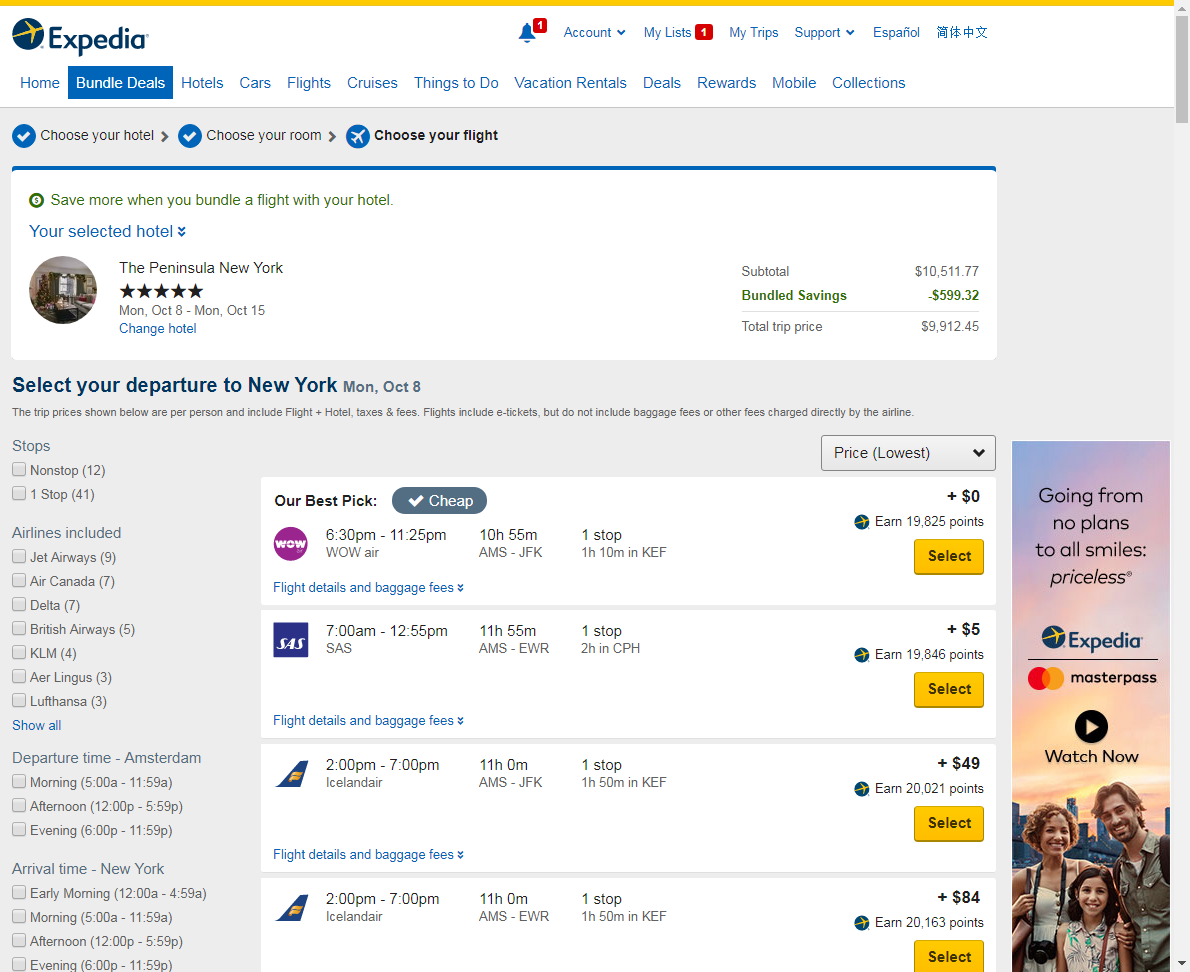 Expedia
1
Account
My Lists 1
My Trips
Support
Español
简体中文
Home
Bundle Deals
Hotels
Cars
Flights
Cruises
Things to Do
Vacation Rentals
Deals
Rewards
Mobile
Collections
Choose your hotel
Choose your room
Choose your flight
Save more when you bundle a flight with your hotel.
Your selected hotel
The Peninsula New York
Mon, Oct 8 - Mon, Oct 15
Change hotel
Subtotal $10,511.77
Bundled Savings -$599.32
Total trip price $9,912.45
Select your departure to New York Mon, Oct 8
The trip prices shown below are per person and include Flight + Hotel, taxes & fees. Flights include e-tickets, but do not include baggage fees or other fees charged directly by the airline.
Stops
Nonstop (12)
1 Stop (41)
Airlines included
Jet Airways (9)
Air Canada (7)
Delta (7)
British Airways (5)
KLM (4)
Aer Lingus (3)
Lufthansa (3)
Show all
Departure time - Amsterdam
Morning (5:00a - 11:59a)
Afternoon (12:00p - 5:59p)
Evening (6:00p - 11:59p)
Arrival time - New York
Early Morning (12:00a - 4:59a)
Morning (5:00a - 11:59a)
Afternoon (12:00p - 5:59p)
Evening (6:00p - 11:59p)
Price (Lowest)
Our Best Pick: Cheap
WOW
6:30pm - 11:25pm 10h 55m 1 stop
WOW air AMS - JFK 1h 10m in KEF
Flight details and baggage fees
+ $0
Earn 19,825 points
Select
SAS
7:00am - 12:55pm 11h 55m 1 stop
SAS AMS - EWR 2h in CPH
Flight details and baggage fees
+ $5
Earn 19,846 points
Select
2:00pm - 7:00pm 11h 0m 1 stop
Icelandair AMS - JFK 1h 50m in KEF
Flight details and baggage fees
+ $49
Earn 20,021 points
Select
2:00pm - 7:00pm 11h 0m 1 stop
Icelandair AMS - EWR 1h 50m in KEF
+ $84
Earn 20,163 points
Select
Going from
no plans
to all smiles:
priceless®
Expedia
masterpass
Watch Now